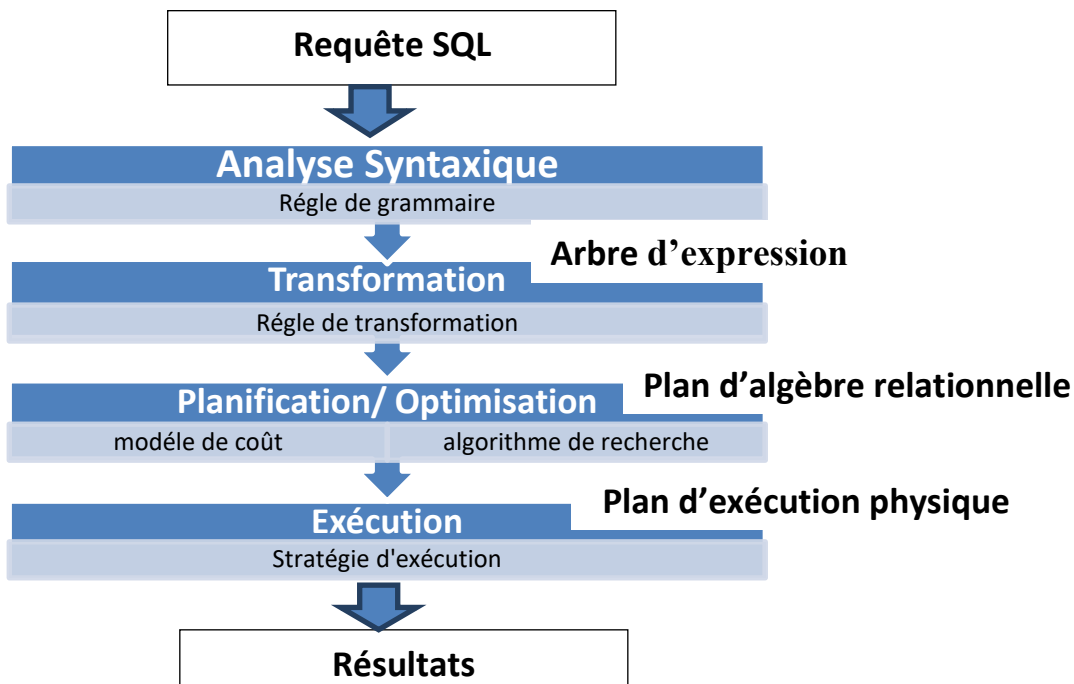 Requête SQL
Analyse Syntaxique
Régle de grammaire
Arbre d’expression
Transformation
Régle de transformation
Plan d’algèbre relationnelle
Planification/ Optimisation
modéle de coût
algorithme de recherche
Plan d’exécution physique
Exécution
Stratégie d'exécution
Résultats